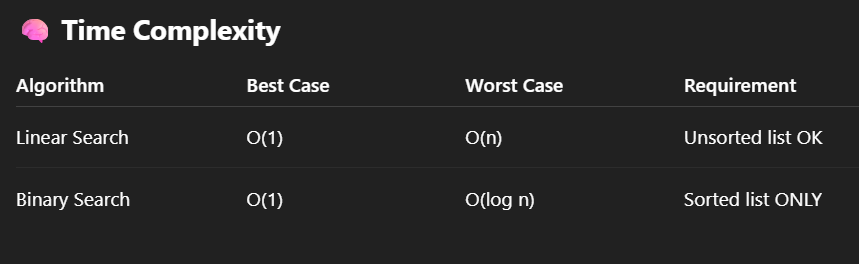 🧠 Time Complexity
Algorithm Best Case Worst Case Requirement
Linear Search O(1) O(n) Unsorted list OK
Binary Search O(1) O(log n) Sorted list ONLY